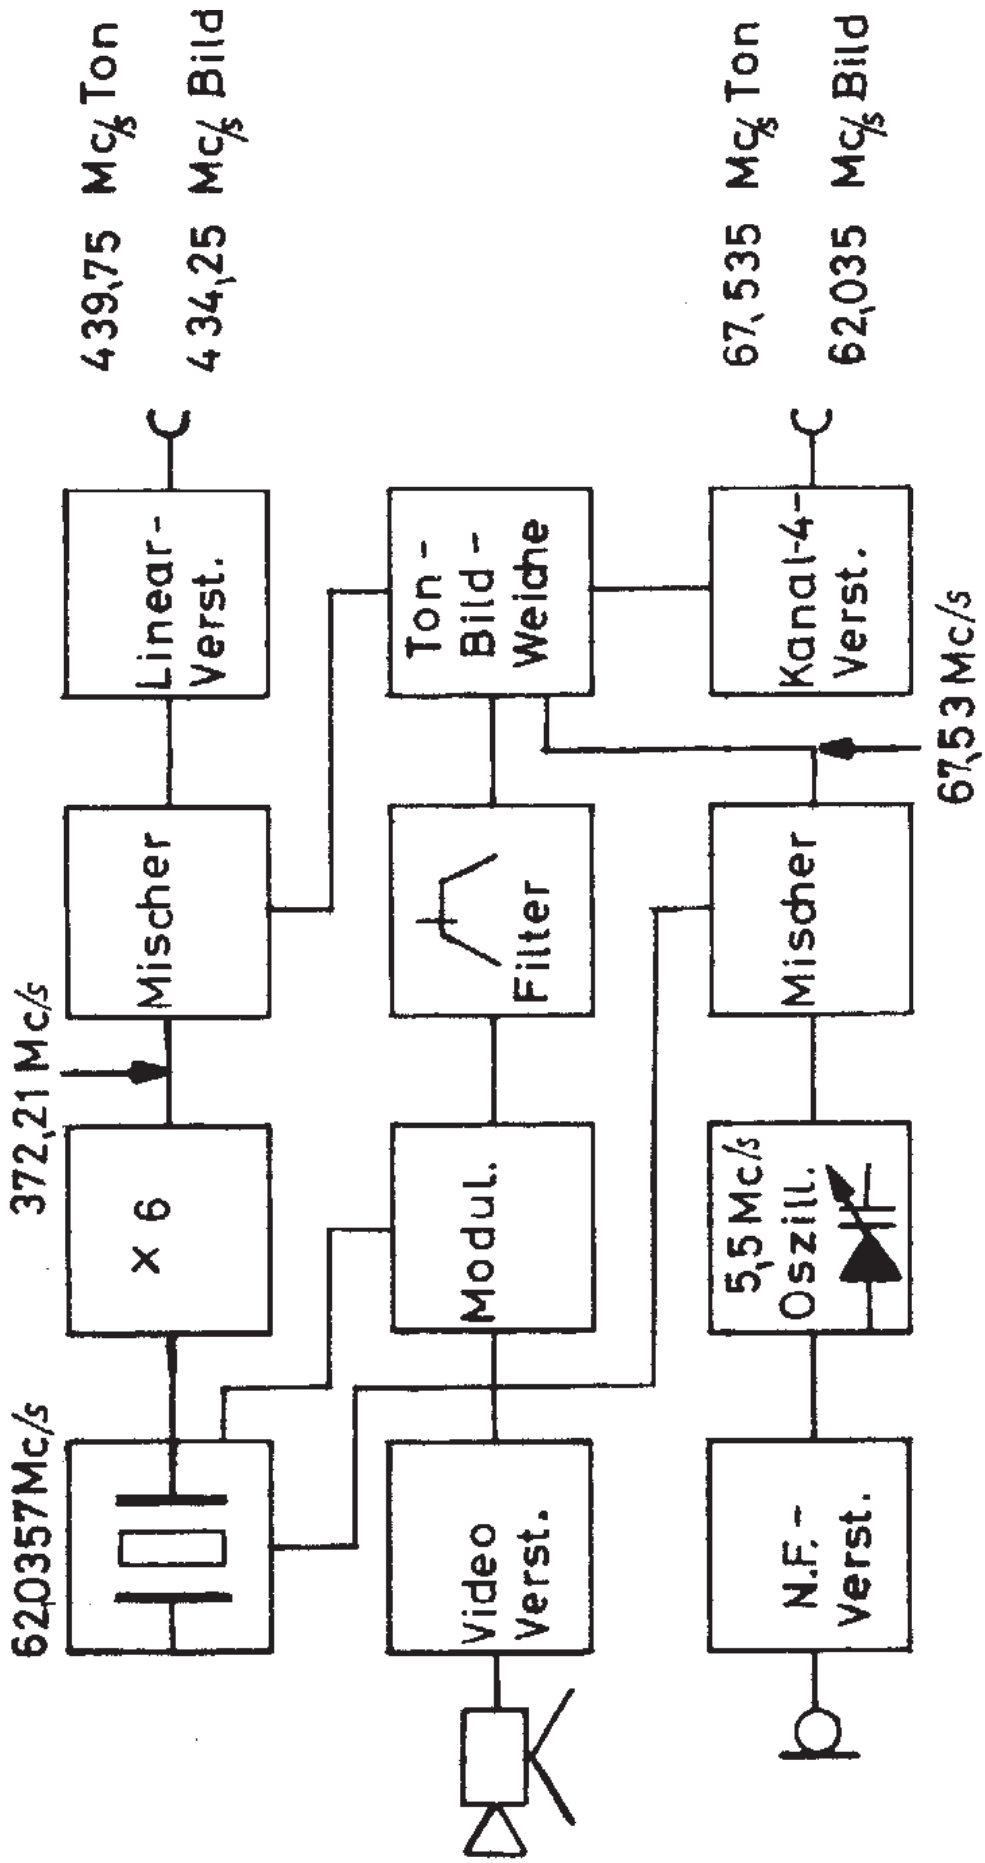 62,0357 Mc/s
372,21 Mc/s
x 6
Mischer
Linear-
Verst.
439,75 Mc/s Ton
434,25 Mc/s Bild
Video
Verst.
Modul.
Filter
Ton-
Bild-
Weiche
N.F.-
Verst.
5,5 Mc/s
Oszill.
Mischer
Kanal-4-
Verst.
67,535 Mc/s Ton
62,035 Mc/s Bild
67,53 Mc/s